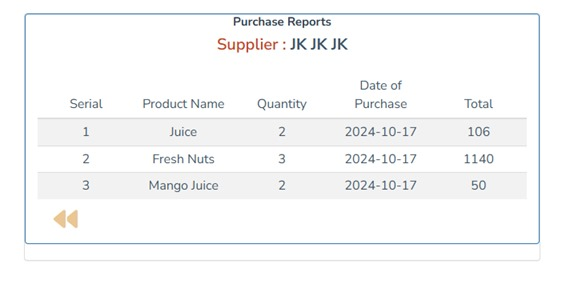 Purchase Reports
Supplier : JK JK JK
Serial Product Name Quantity Date of Purchase Total
1 Juice 2 2024-10-17 106
2 Fresh Nuts 3 2024-10-17 1140
3 Mango Juice 2 2024-10-17 50